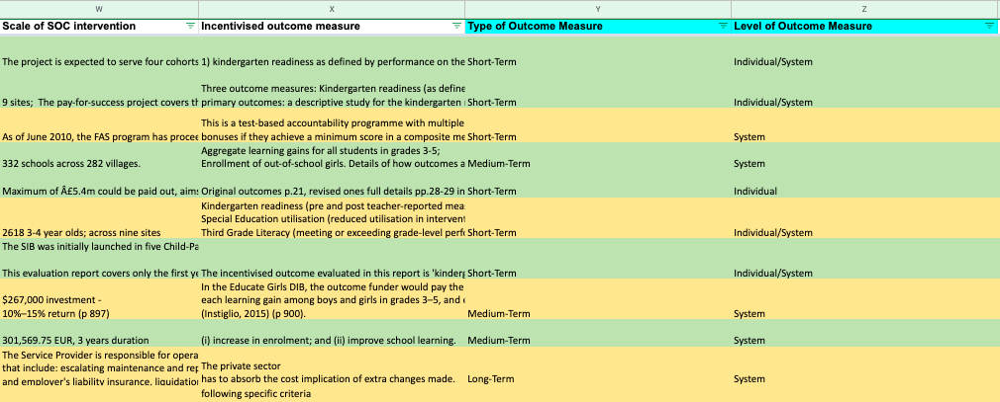 W X Y Z
Scale of SOC intervention Incentivised outcome measure Type of Outcome Measure Level of Outcome Measure
The project is expected to serve four cohorts 1) kindergarten readiness as defined by performance on the Short-Term Individual/System
Three outcome measures: Kindergarten readiness (as define
9 sites; The pay-for-success project covers th primary outcomes: a descriptive study for the kindergarten Short-Term Individual/System
This is a test-based accountability programme with multiple
As of June 2010, the FAS program has procee bonuses if they achieve a minimum score in a composite me Short-Term System
Aggregate learning gains for all students in grades 3-5;
332 schools across 282 villages. Enrollment of out-of-school girls. Details of how outcomes a Medium-Term System
Maximum of Â£5.4m could be paid out, aims Original outcomes p.21, revised ones full details pp.28-29 in Short-Term Individual
Kindergarten readiness (pre and post teacher-reported mea
Special Education utilisation (reduced utilisation in intervent
2618 3-4 year olds; across nine sites Third Grade Literacy (meeting or exceeding grade-level perfo Short-Term Individual/System
The SIB was initially launched in five Child-Pa
This evaluation report covers only the first ye The incentivised outcome evaluated in this report is 'kinderg Short-Term Individual/System
In the Educate Girls DIB, the outcome funder would pay the
$267,000 investment - each learning gain among boys and girls in grades 3–5, and
10%–15% return (p 897) (Instiglio, 2015) (p 900). Medium-Term System
301,569.75 EUR, 3 years duration (i) increase in enrolment; and (ii) improve school learning. Medium-Term System
The Service Provider is responsible for opera
that include: escalating maintenance and rep The private sector
and employer's liability insurance. liquidation has to absorb the cost implication of extra changes made. Long-Term System
following specific criteria